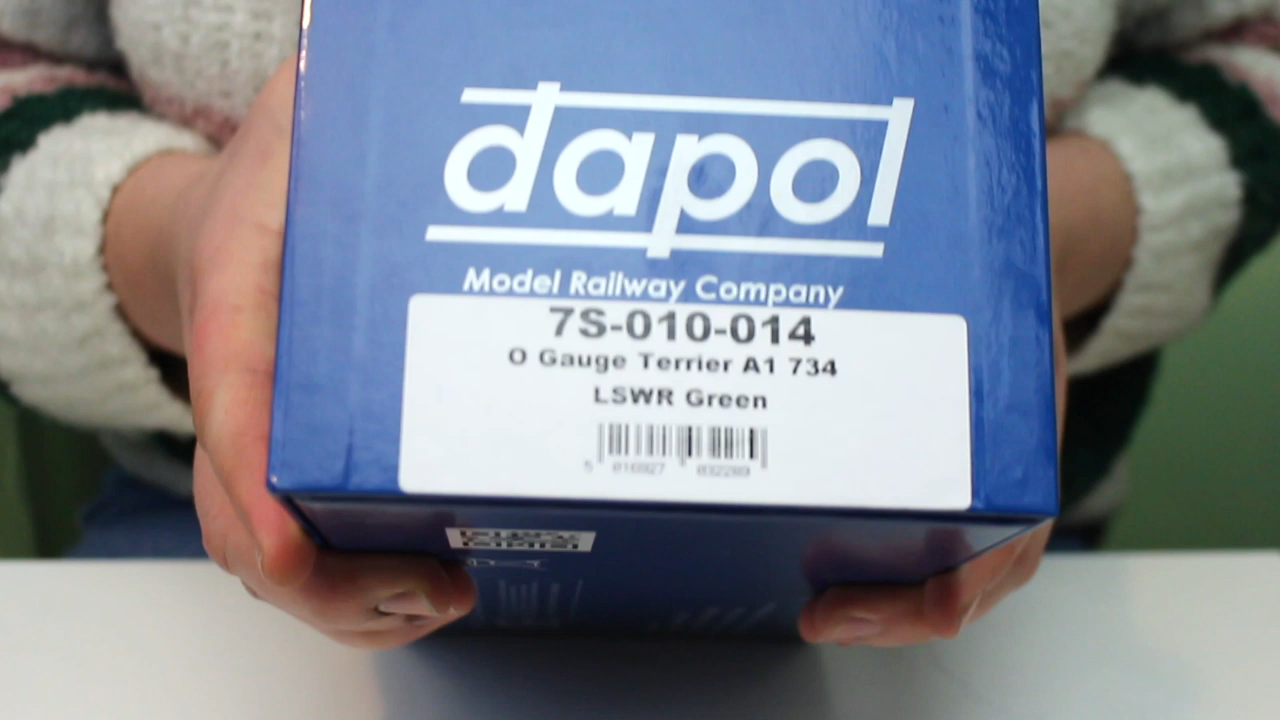 dapol
Model Railway Company
7S-010-014
O Gauge Terrier A1 734
LSWR Green